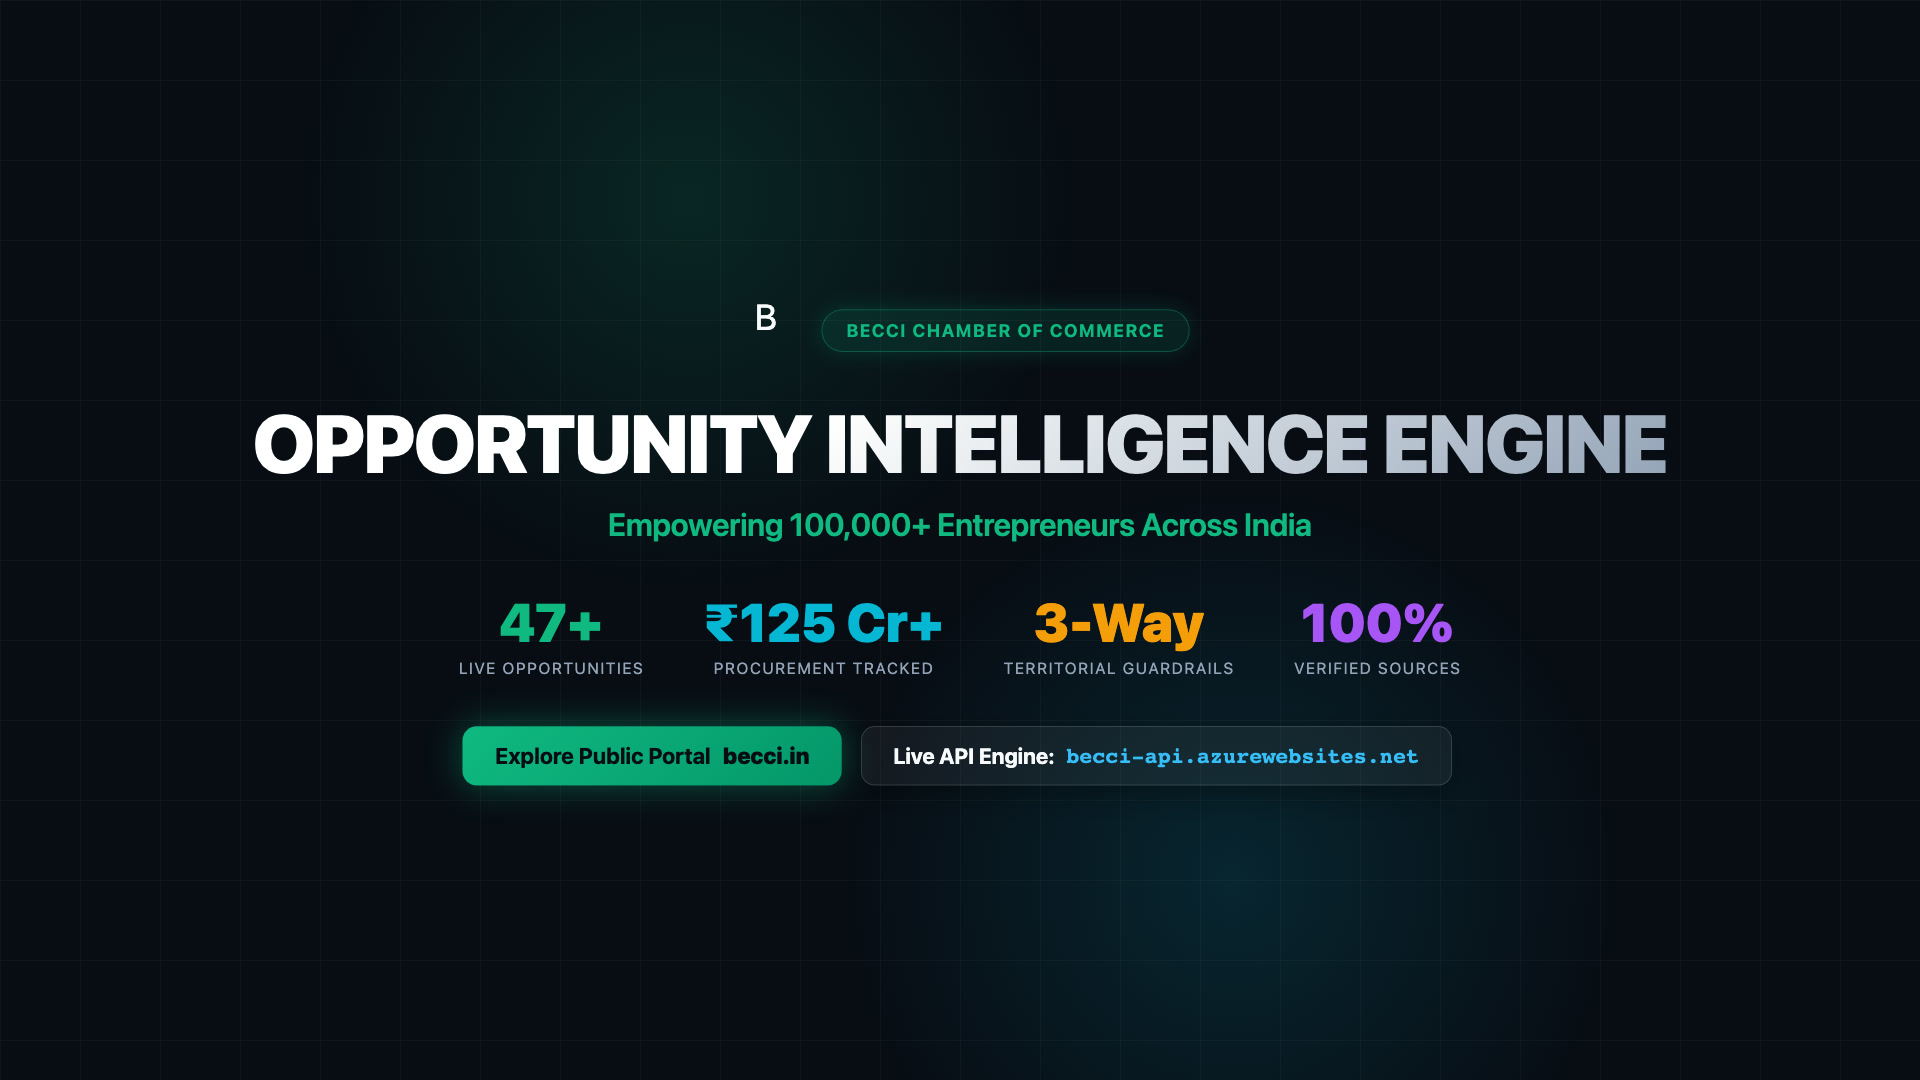 B
BECCI CHAMBER OF COMMERCE
OPPORTUNITY INTELLIGENCE ENGINE
Empowering 100,000+ Entrepreneurs Across India
47+ ₹125 Cr+ 3-Way 100%
LIVE OPPORTUNITIES PROCUREMENT TRACKED TERRITORIAL GUARDRAILS VERIFIED SOURCES
Explore Public Portal becci.in Live API Engine: becci-api.azurewebsites.net